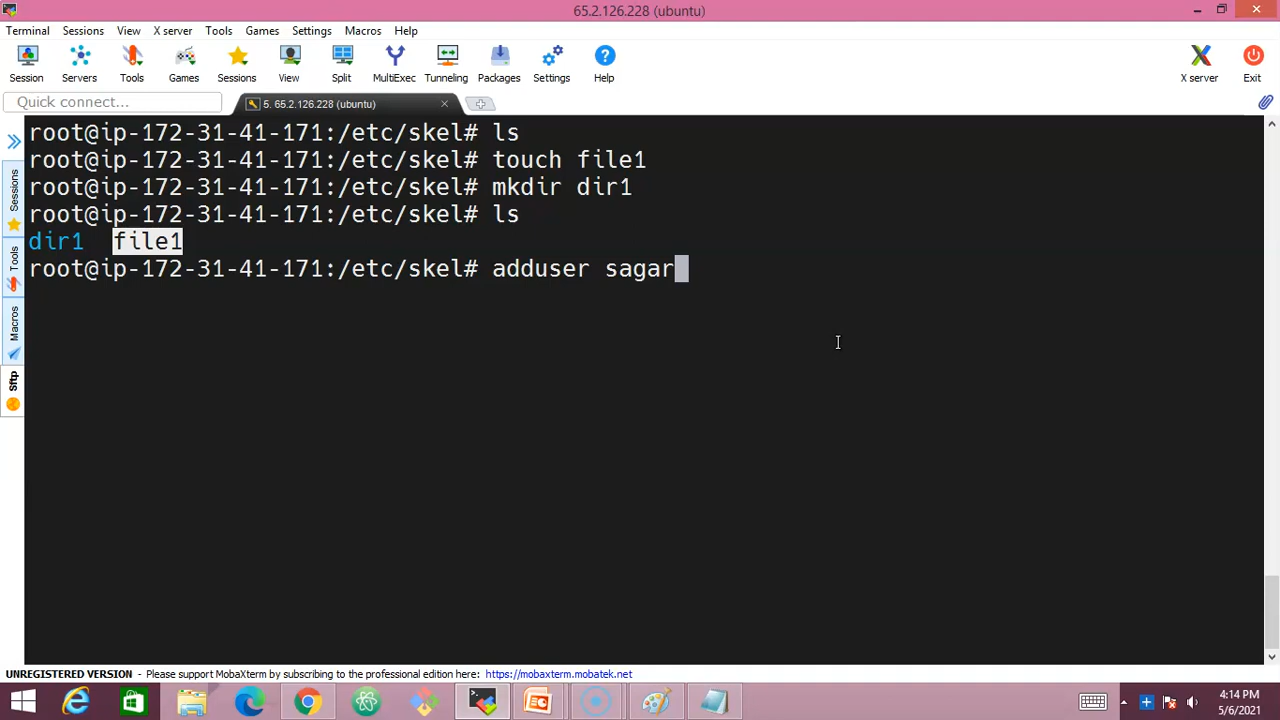 65.2.126.228 (ubuntu)
Terminal Sessions View X server Tools Games Settings Macros Help
Session Servers Tools Games Sessions View Split MultiExec Tunneling Packages Settings Help X server Exit
Quick connect...
5. 65.2.126.228 (ubuntu)
root@ip-172-31-41-171:/etc/skel# ls
root@ip-172-31-41-171:/etc/skel# touch file1
root@ip-172-31-41-171:/etc/skel# mkdir dir1
root@ip-172-31-41-171:/etc/skel# ls
dir1 file1
root@ip-172-31-41-171:/etc/skel# adduser sagar
Sessions
Tools
Macros
Sftp
UNREGISTERED VERSION - Please support MobaXterm by subscribing to the professional edition here: https://mobaxterm.mobatek.net
4:14 PM
5/6/2021